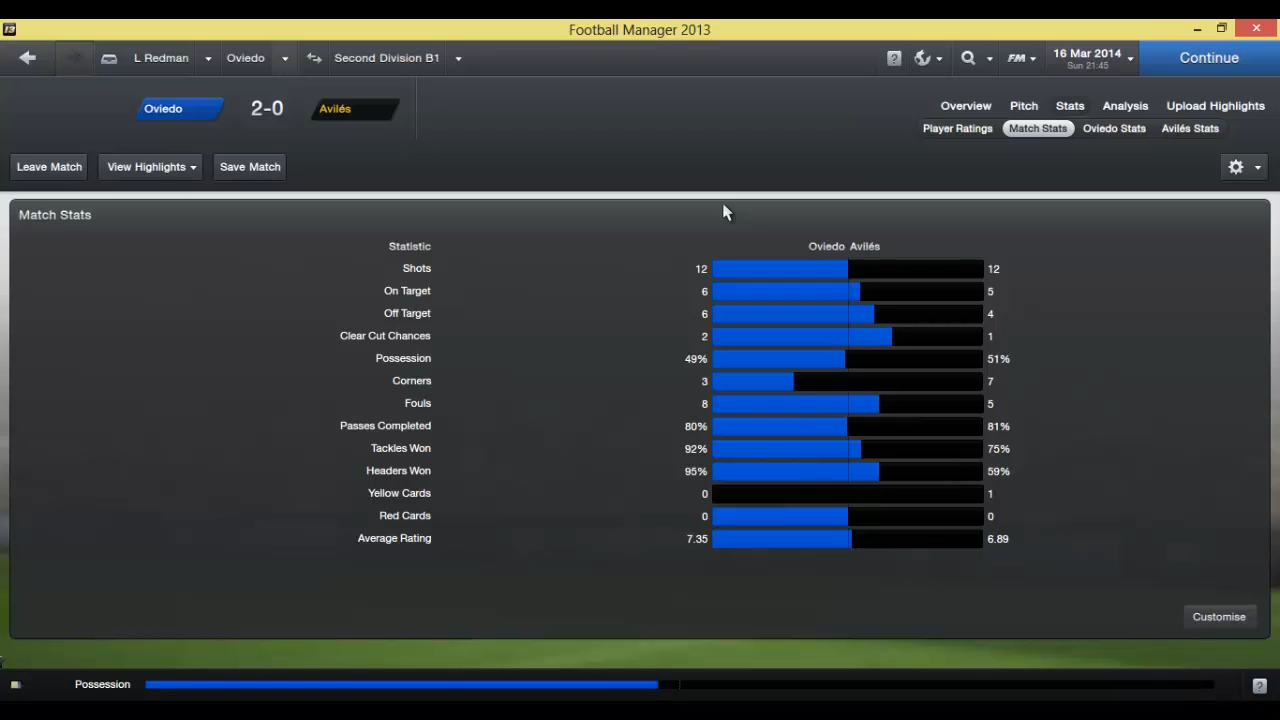 13 Football Manager 2013
L Redman Oviedo Second Division B1 ? FM 16 Mar 2014 Sun 21:45 Continue
Oviedo 2-0 Avilés
Overview Pitch Stats Analysis Upload Highlights
Player Ratings Match Stats Oviedo Stats Avilés Stats
Leave Match View Highlights Save Match
Match Stats
Statistic Oviedo Avilés
Shots 12 12
On Target 6 5
Off Target 6 4
Clear Cut Chances 2 1
Possession 49% 51%
Corners 3 7
Fouls 8 5
Passes Completed 80% 81%
Tackles Won 92% 75%
Headers Won 95% 59%
Yellow Cards 0 1
Red Cards 0 0
Average Rating 7.35 6.89
Customise
Possession ?